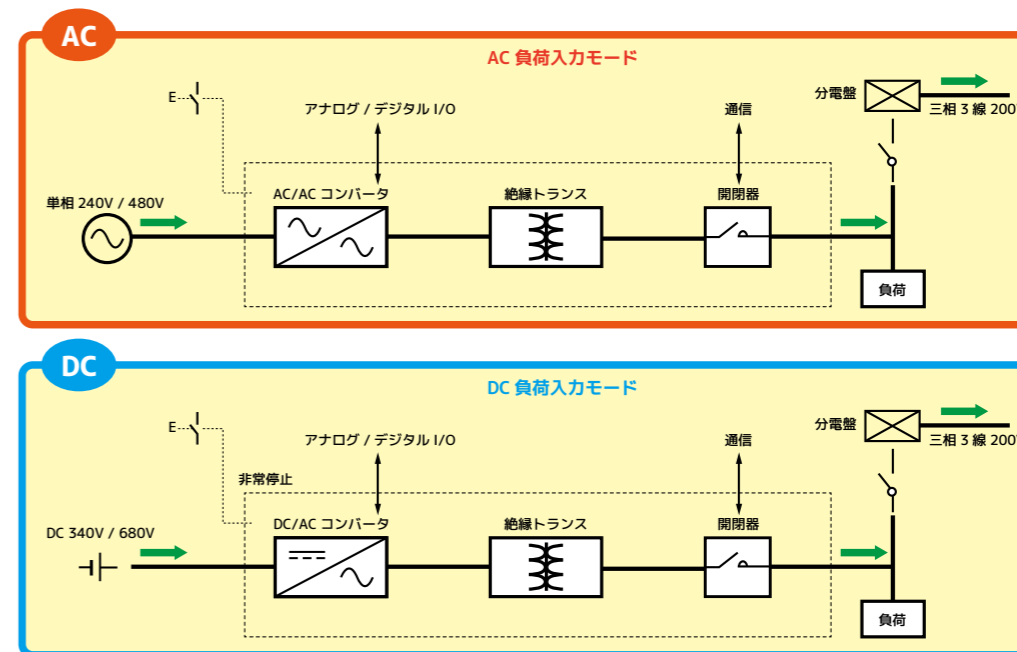 AC
AC 負荷入力モード
E
アナログ / デジタル I/O
通信
分電盤
三相 3 線 200V
単相 240V / 480V
AC/AC コンバータ
絶縁トランス
開閉器
負荷
DC
DC 負荷入力モード
E
アナログ / デジタル I/O
通信
分電盤
三相 3 線 200V
非常停止
DC 340V / 680V
DC/AC コンバータ
絶縁トランス
開閉器
負荷